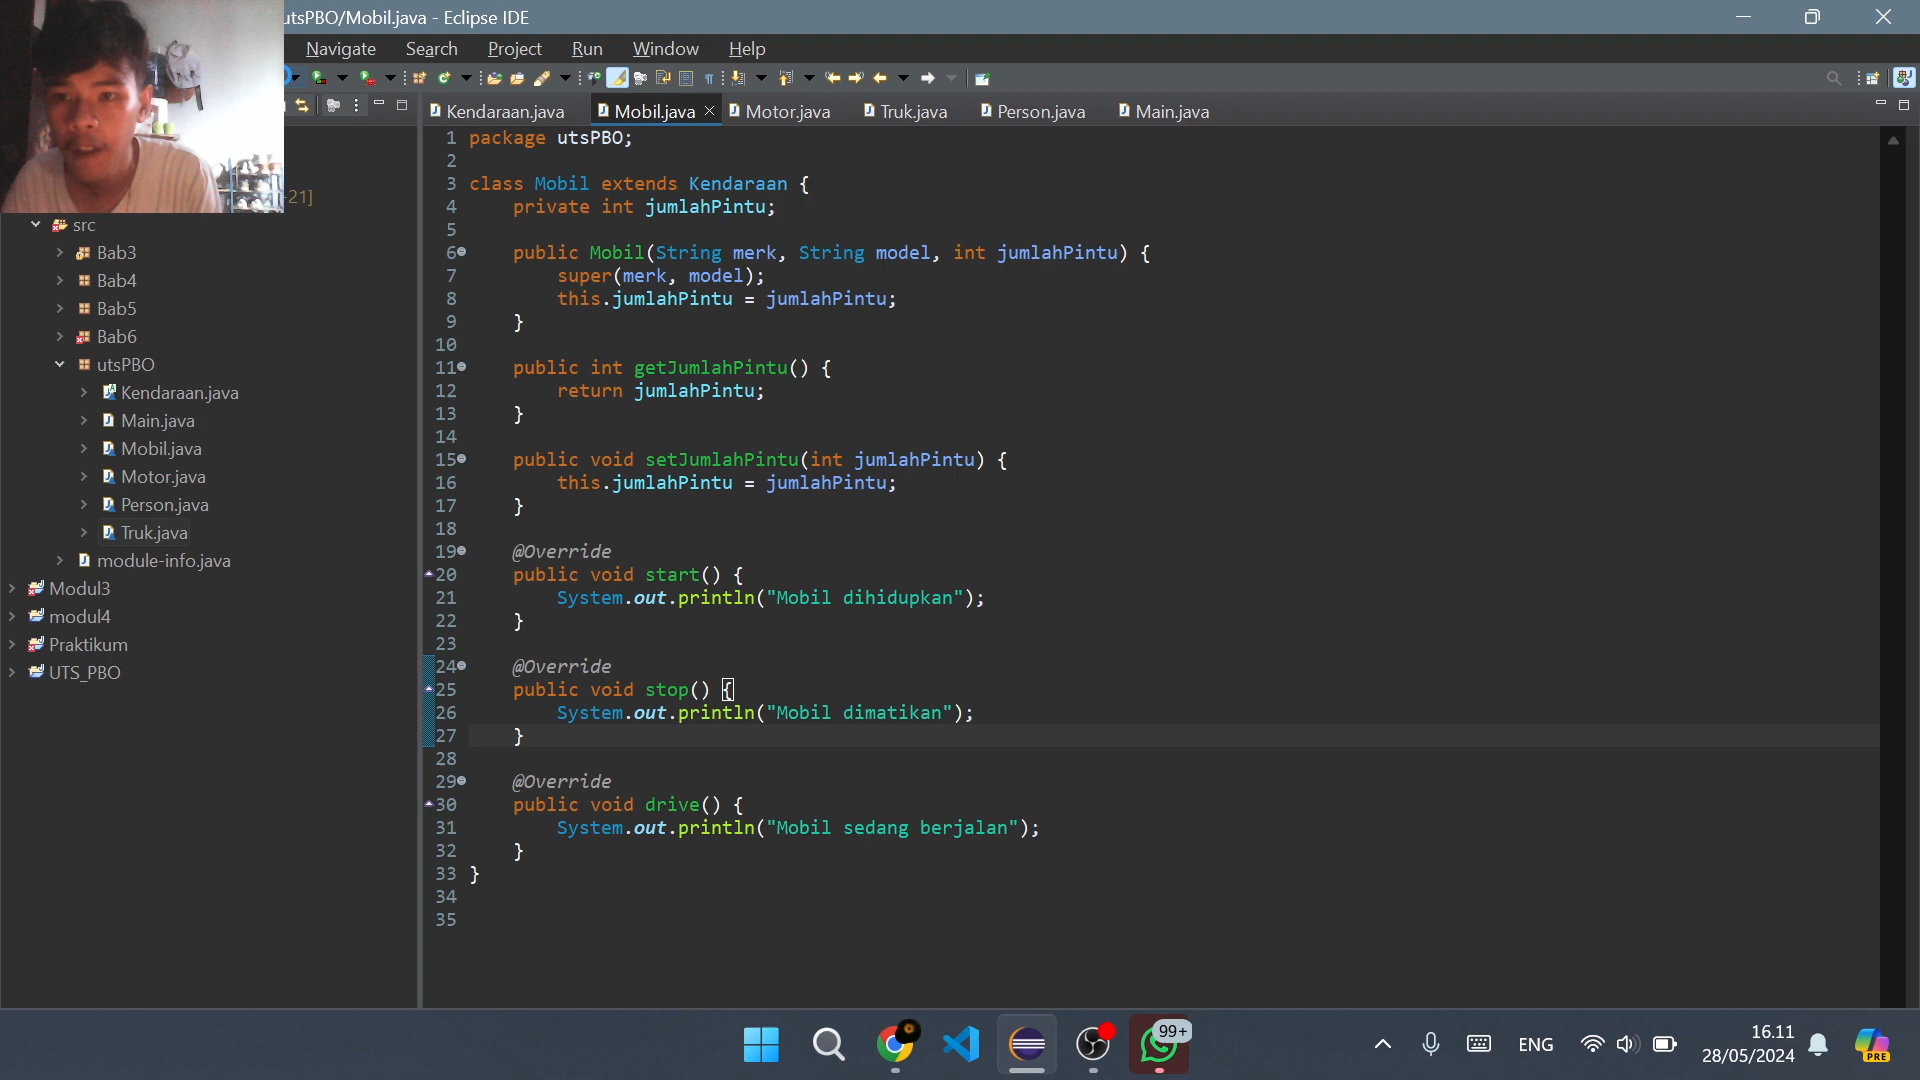 utsPBO/Mobil.java - Eclipse IDE
Navigate Search Project Run Window Help
Kendaraan.java Mobil.java Motor.java Truk.java Person.java Main.java
-21]
src
Bab3
Bab4
Bab5
Bab6
utsPBO
Kendaraan.java
Main.java
Mobil.java
Motor.java
Person.java
Truk.java
module-info.java
Modul3
modul4
Praktikum
UTS_PBO
1 package utsPBO;
2
3 class Mobil extends Kendaraan {
4     private int jumlahPintu;
5
6     public Mobil(String merk, String model, int jumlahPintu) {
7         super(merk, model);
8         this.jumlahPintu = jumlahPintu;
9     }
10
11     public int getJumlahPintu() {
12         return jumlahPintu;
13     }
14
15     public void setJumlahPintu(int jumlahPintu) {
16         this.jumlahPintu = jumlahPintu;
17     }
18
19     @Override
20     public void start() {
21         System.out.println("Mobil dihidupkan");
22     }
23
24     @Override
25     public void stop() {
26         System.out.println("Mobil dimatikan");
27     }
28
29     @Override
30     public void drive() {
31         System.out.println("Mobil sedang berjalan");
32     }
33 }
34
35
99+
ENG
16.11
28/05/2024
PRE